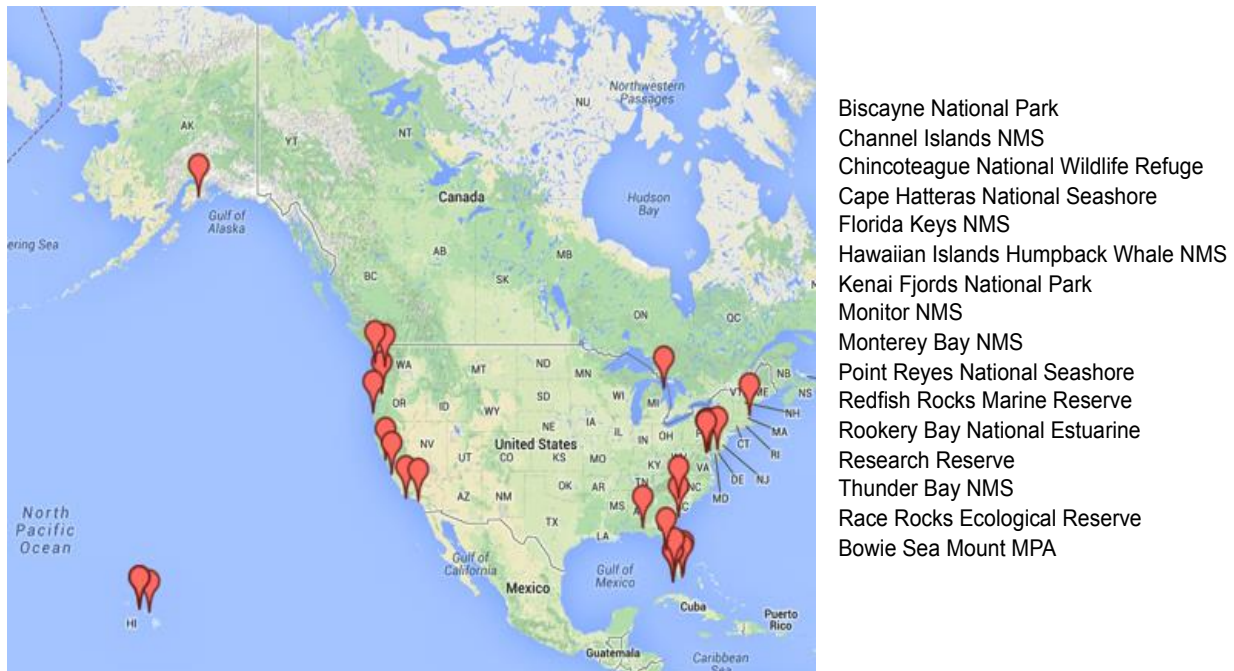 Northwestern
Passages
NU
AK
YT
NT
Canada
Hudson
Bay
Gulf of
Alaska
ering Sea
AB
MB
BC
SK
ON
QC
WA
MT
ND
MN
NB
VT
ME
NS
OR
ID
SD
WI
MI
NH
WY
MA
NE
IA
NV
United States
IL
IN
OH
CT
RI
UT
CO
KS
MO
KY
VA
DE
NJ
MD
AZ
NM
OK
AR
TN
NC
MS
TX
LA
North
Pacific
Ocean
Gulf of
California
Gulf of
Mexico
Mexico
HI
Cuba
Puerto
Rico
Guatemala
Caribbean
Biscayne National Park
Channel Islands NMS
Chincoteague National Wildlife Refuge
Cape Hatteras National Seashore
Florida Keys NMS
Hawaiian Islands Humpback Whale NMS
Kenai Fjords National Park
Monitor NMS
Monterey Bay NMS
Point Reyes National Seashore
Redfish Rocks Marine Reserve
Rookery Bay National Estuarine
Research Reserve
Thunder Bay NMS
Race Rocks Ecological Reserve
Bowie Sea Mount MPA